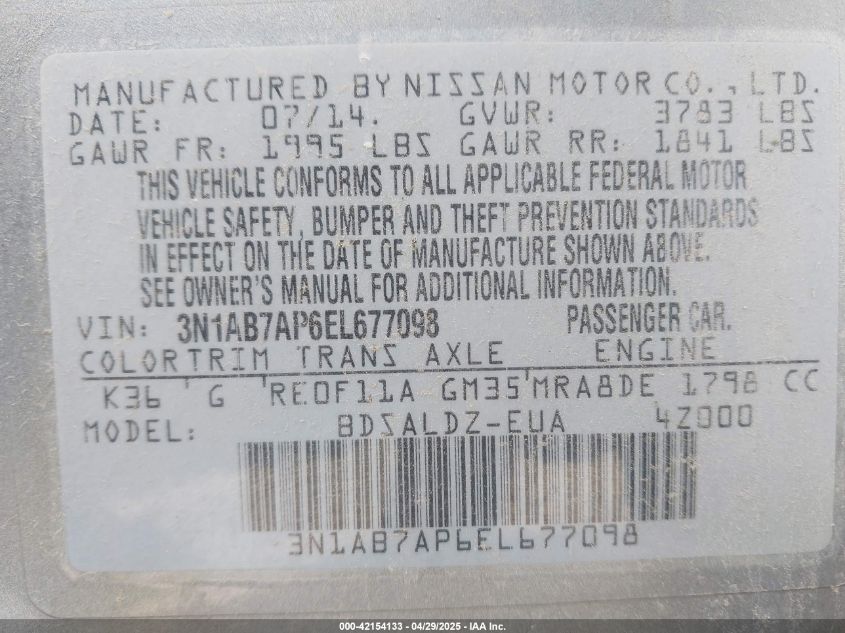 MANUFACTURED BY NISSAN MOTOR CO., LTD.
DATE: 07/14. GVWR: 3783 LBS
GAWR FR: 1995 LBS GAWR RR: 1841 LBS
THIS VEHICLE CONFORMS TO ALL APPLICABLE FEDERAL MOTOR
VEHICLE SAFETY, BUMPER AND THEFT PREVENTION STANDARDS
IN EFFECT ON THE DATE OF MANUFACTURE SHOWN ABOVE.
SEE OWNER'S MANUAL FOR ADDITIONAL INFORMATION.
VIN: 3N1AB7AP6EL677098 PASSENGER CAR.
COLOR TRIM TRANS AXLE ENGINE
K36 ' G 'RE0F11A GM35'MRA8DE 1798 CC
MODEL: BDSALDZ-EUA 4Z000
3N1AB7AP6EL677098
000-42154133 - 04/29/2025 - IAA Inc.